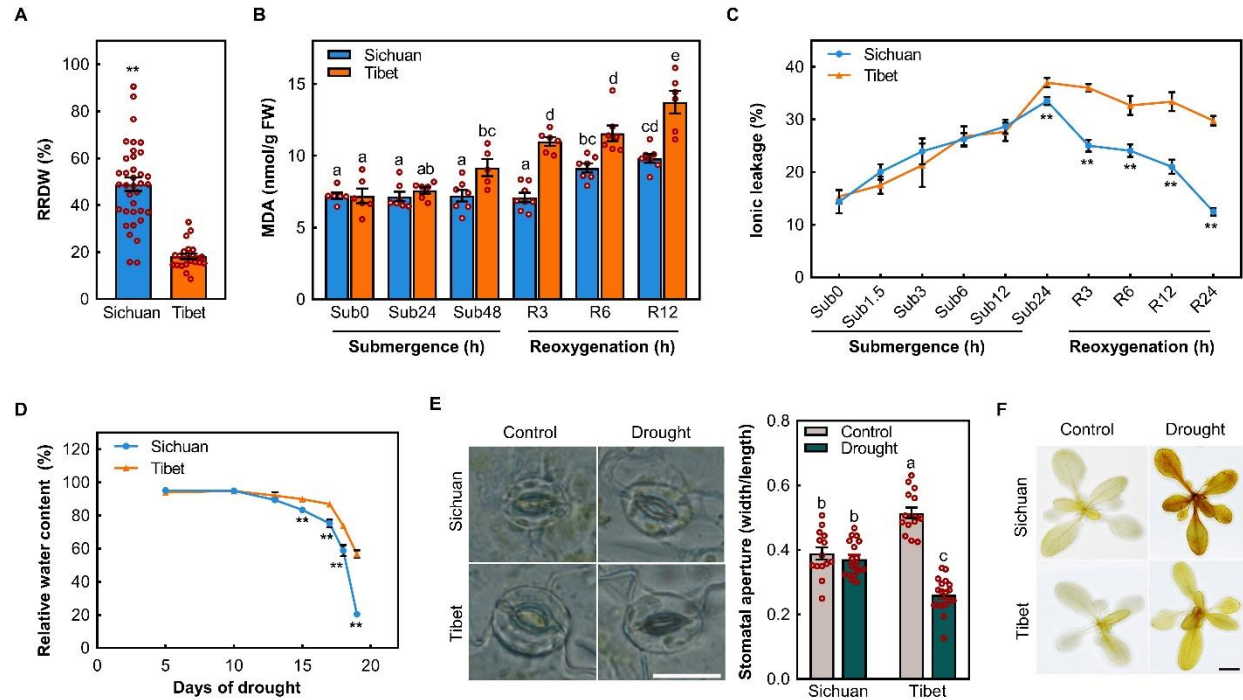 A
RRDW (%)
100
80
60
40
20
0
**
Sichuan
Tibet
B
MDA (nmol/g FW)
15
10
5
0
Sichuan
Tibet
a
a
a
ab
a
bc
a
d
bc
d
cd
e
Sub0
Sub24
Sub48
R3
R6
R12
Submergence (h)
Reoxygenation (h)
C
Ionic leakage (%)
40
30
20
10
0
Sichuan
Tibet
**
**
**
**
**
Sub0
Sub1.5
Sub3
Sub6
Sub12
Sub24
R3
R6
R12
R24
Submergence (h)
Reoxygenation (h)
D
Relative water content (%)
120
100
80
60
40
20
0
Sichuan
Tibet
**
**
**
**
0
5
10
15
20
Days of drought
E
Control
Drought
Sichuan
Tibet
Stomatal aperture (width/length)
0.8
0.6
0.4
0.2
0.0
Control
Drought
b
b
a
c
Sichuan
Tibet
F
Control
Drought
Sichuan
Tibet